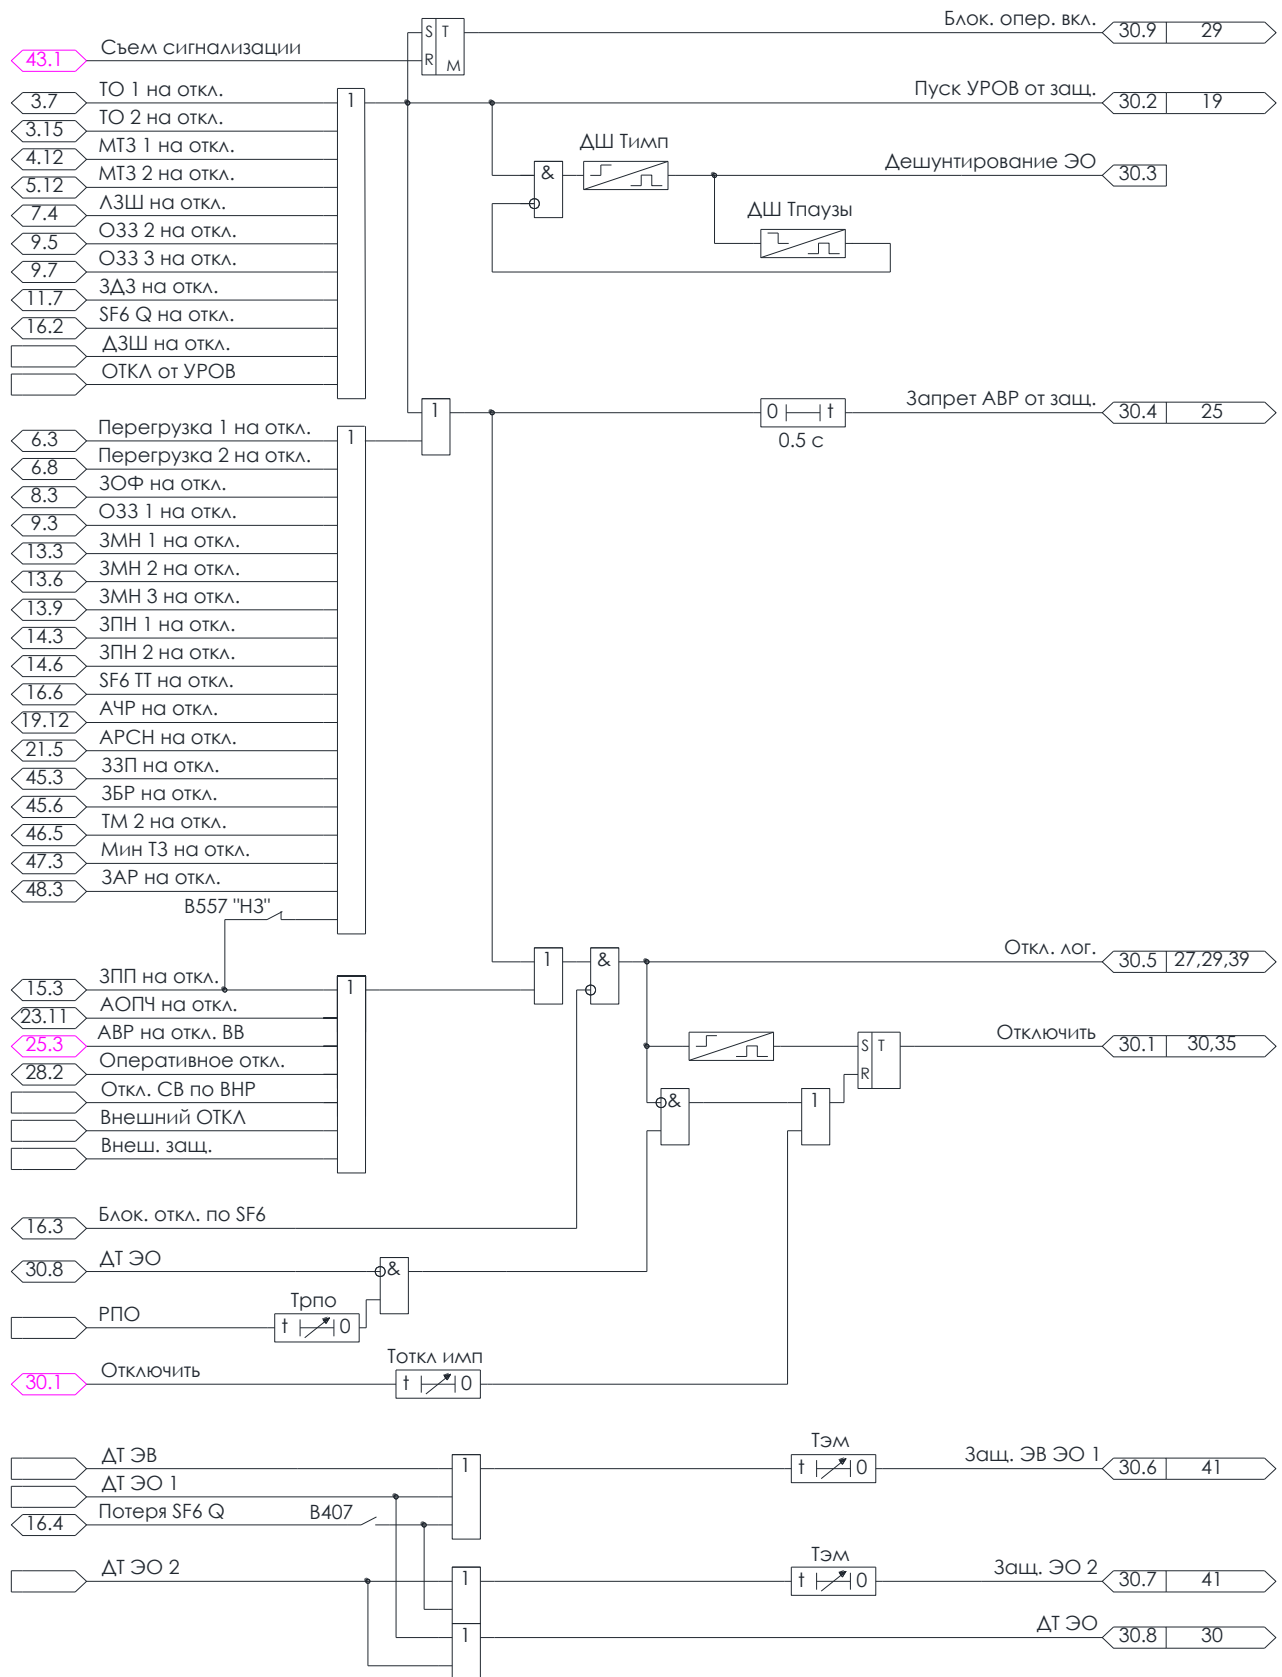 Блок. опер. вкл.
30.9 29
S T
R M
43.1 Съем сигнализации
3.7 ТО 1 на откл.
1
Пуск УРОВ от защ.
30.2 19
3.15 ТО 2 на откл.
4.12 МТЗ 1 на откл.
ДШ Тимп
5.12 МТЗ 2 на откл.
&
Дешунтирование ЭО
30.3
7.4 ЛЗШ на откл.
ДШ Тпаузы
9.5 ОЗЗ 2 на откл.
9.7 ОЗЗ 3 на откл.
11.7 ЗДЗ на откл.
16.2 SF6 Q на откл.
ДЗШ на откл.
ОТКЛ от УРОВ
1
0 t
0.5 с
Запрет АВР от защ.
30.4 25
6.3 Перегрузка 1 на откл.
1
6.8 Перегрузка 2 на откл.
8.3 ЗОФ на откл.
9.3 ОЗЗ 1 на откл.
13.3 ЗМН 1 на откл.
13.6 ЗМН 2 на откл.
13.9 ЗМН 3 на откл.
14.3 ЗПН 1 на откл.
14.6 ЗПН 2 на откл.
16.6 SF6 ТТ на откл.
19.12 АЧР на откл.
21.5 АРСН на откл.
45.3 ЗЗП на откл.
45.6 ЗБР на откл.
46.5 ТМ 2 на откл.
47.3 Мин ТЗ на откл.
48.3 ЗАР на откл.
В557 "НЗ"
1
&
Откл. лог.
30.5 27,29,39
15.3 ЗПП на откл.
1
23.11 АОПЧ на откл.
25.3 АВР на откл. ВВ
S T
R
Отключить
30.1 30,35
28.2 Оперативное откл.
Откл. СВ по ВНР
&
1
Внешний ОТКЛ
Внеш. защ.
16.3 Блок. откл. по SF6
30.8 ДТ ЭО
&
РПО
Трпо
t 0
30.1 Отключить
Тоткл имп
t 0
ДТ ЭВ
1
Тэм
t 0
Защ. ЭВ ЭО 1
30.6 41
ДТ ЭО 1
16.4 Потеря SF6 Q
В407
ДТ ЭО 2
1
Тэм
t 0
Защ. ЭО 2
30.7 41
1
ДТ ЭО
30.8 30